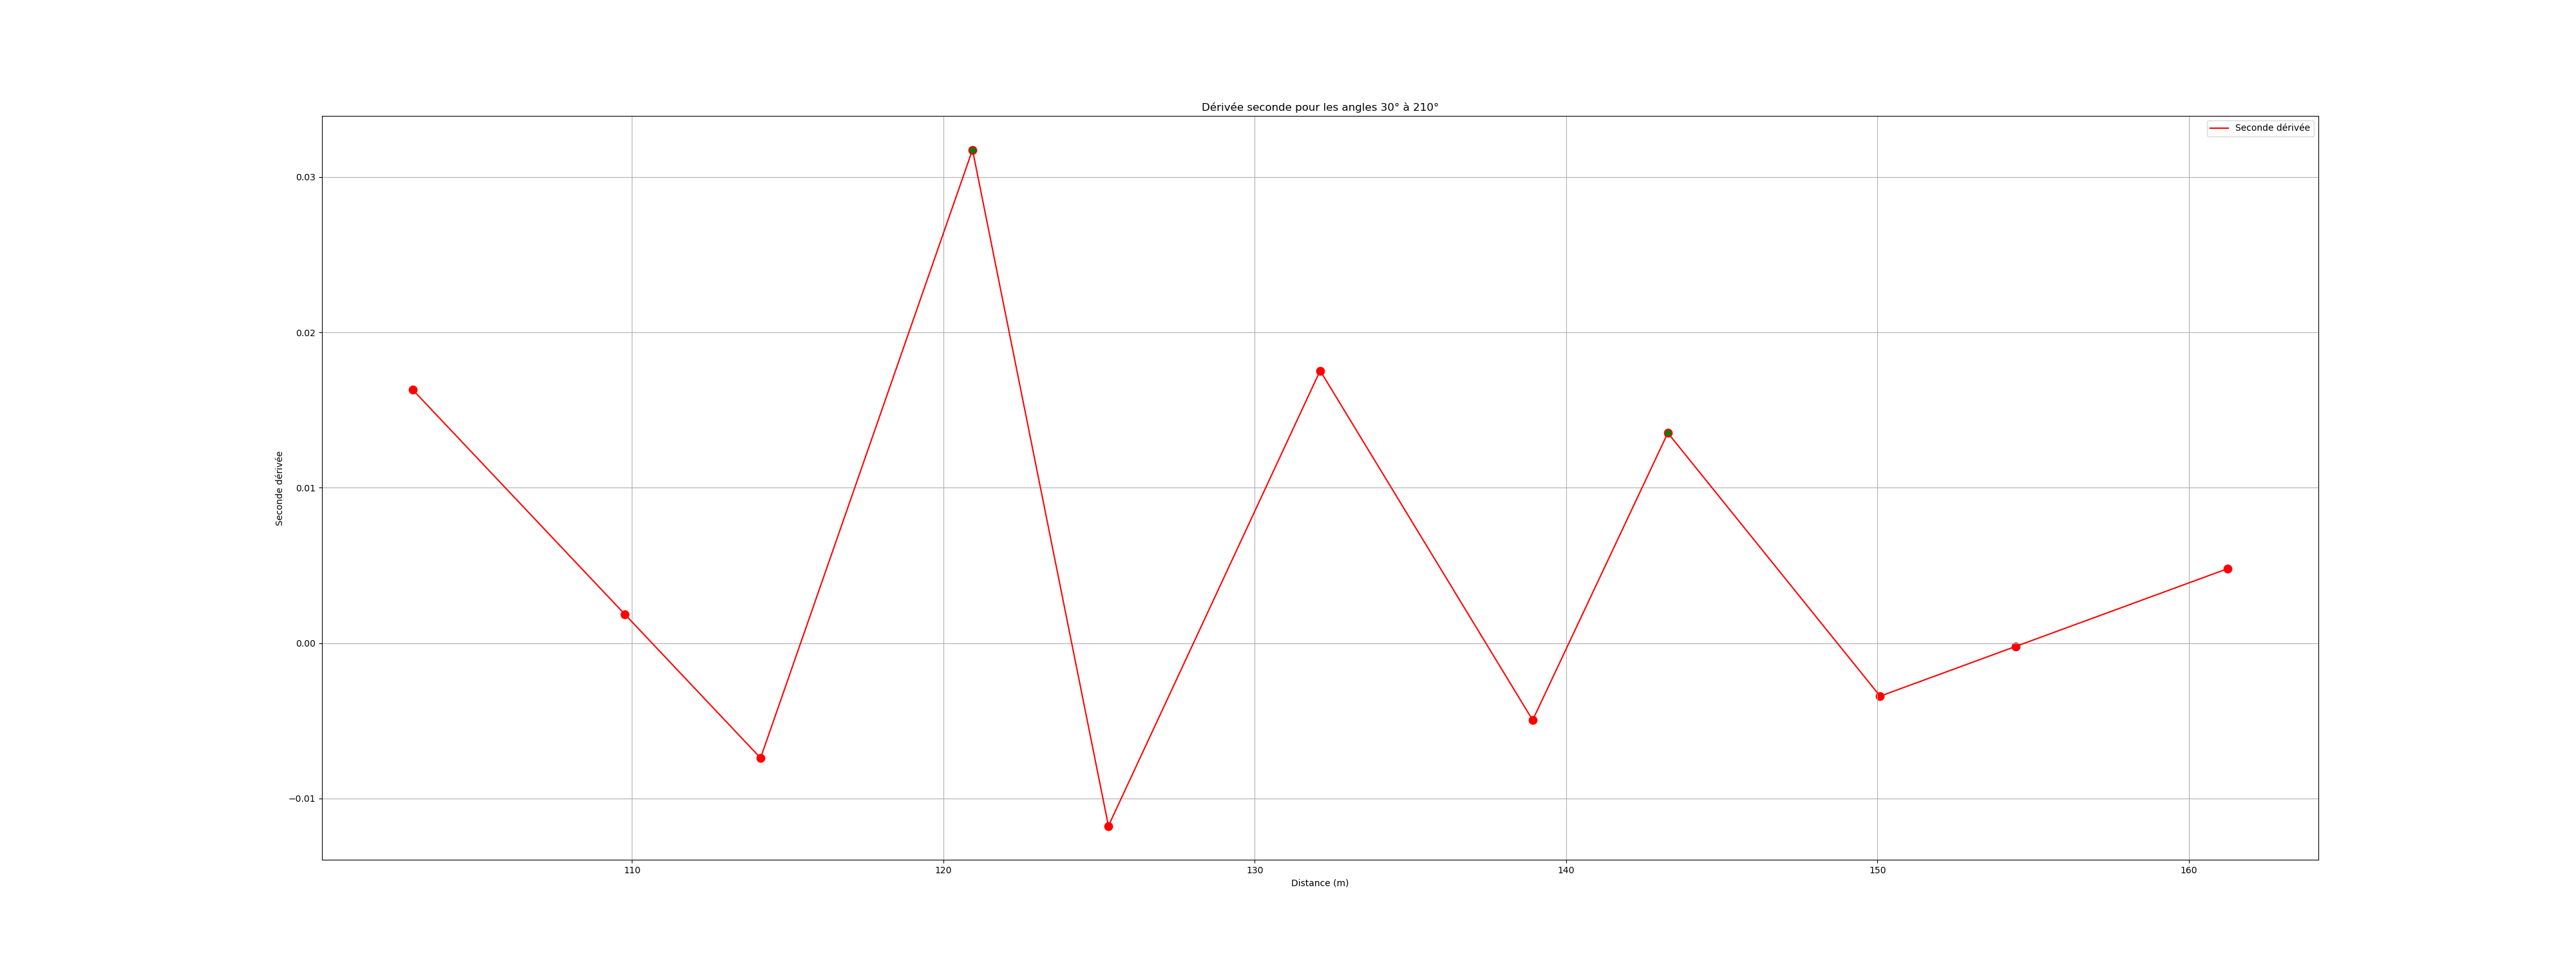 Dérivée seconde pour les angles 30° à 210°
Seconde dérivée
0.03
0.02
0.01
0.00
−0.01
Seconde dérivée
110 120 130 140 150 160
Distance (m)